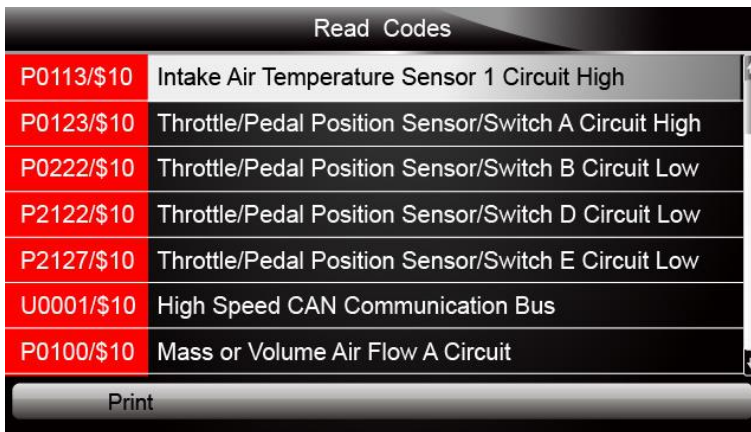 Read Codes
P0113/$10 Intake Air Temperature Sensor 1 Circuit High
P0123/$10 Throttle/Pedal Position Sensor/Switch A Circuit High
P0222/$10 Throttle/Pedal Position Sensor/Switch B Circuit Low
P2122/$10 Throttle/Pedal Position Sensor/Switch D Circuit Low
P2127/$10 Throttle/Pedal Position Sensor/Switch E Circuit Low
U0001/$10 High Speed CAN Communication Bus
P0100/$10 Mass or Volume Air Flow A Circuit
Print